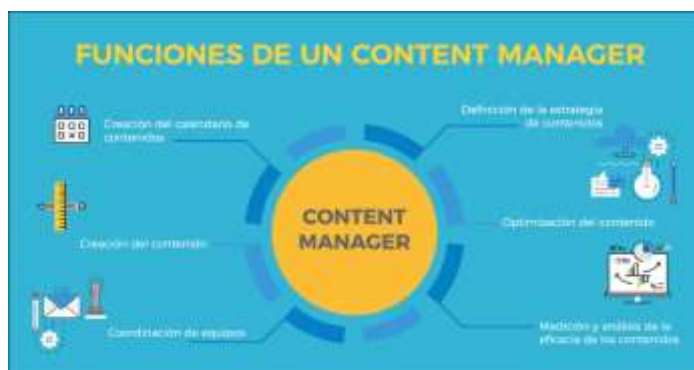 FUNCIONES DE UN CONTENT MANAGER
Creación del calendario de
contenidos
Definición de la estrategia
de contenidos
CONTENT
MANAGER
Creación del contenido
Optimización del contenido
Coordinación de equipos
Medición y análisis de la
eficacia de los contenidos